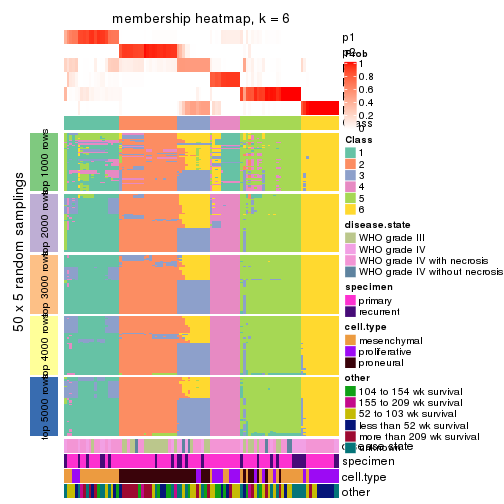 membership heatmap, k = 6
p1
p2
Prob
1
0.8
0.6
0.4
0.2
0
Class
1
2
3
4
5
6
50 x 5 random samplings
top 1000 rows
top 2000 rows
top 3000 rows
top 4000 rows
top 5000 rows
disease.state
WHO grade III
WHO grade IV
WHO grade IV with necrosis
WHO grade IV without necrosis
specimen
primary
recurrent
cell.type
mesenchymal
proliferative
proneural
other
104 to 154 wk survival
155 to 209 wk survival
52 to 103 wk survival
less than 52 wk survival
more than 209 wk survival
disease.state
specimen
cell.type
other